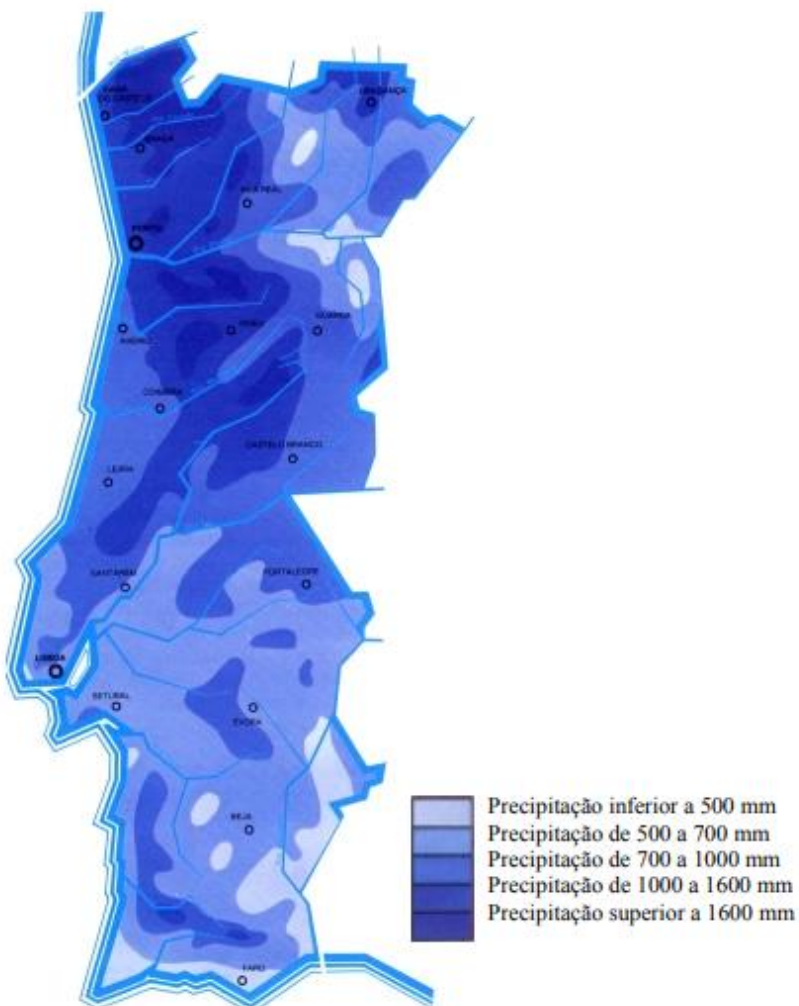 VIANA
DO CASTELO
BRAGANÇA
BRAGA
VILA REAL
PORTO
VISEU
GUARDA
AVEIRO
COIMBRA
CASTELO BRANCO
LEIRIA
SANTARÉM
PORTALEGRE
LISBOA
SETUBAL
EVORA
BEJA
FARO
Precipitação inferior a 500 mm
Precipitação de 500 a 700 mm
Precipitação de 700 a 1000 mm
Precipitação de 1000 a 1600 mm
Precipitação superior a 1600 mm